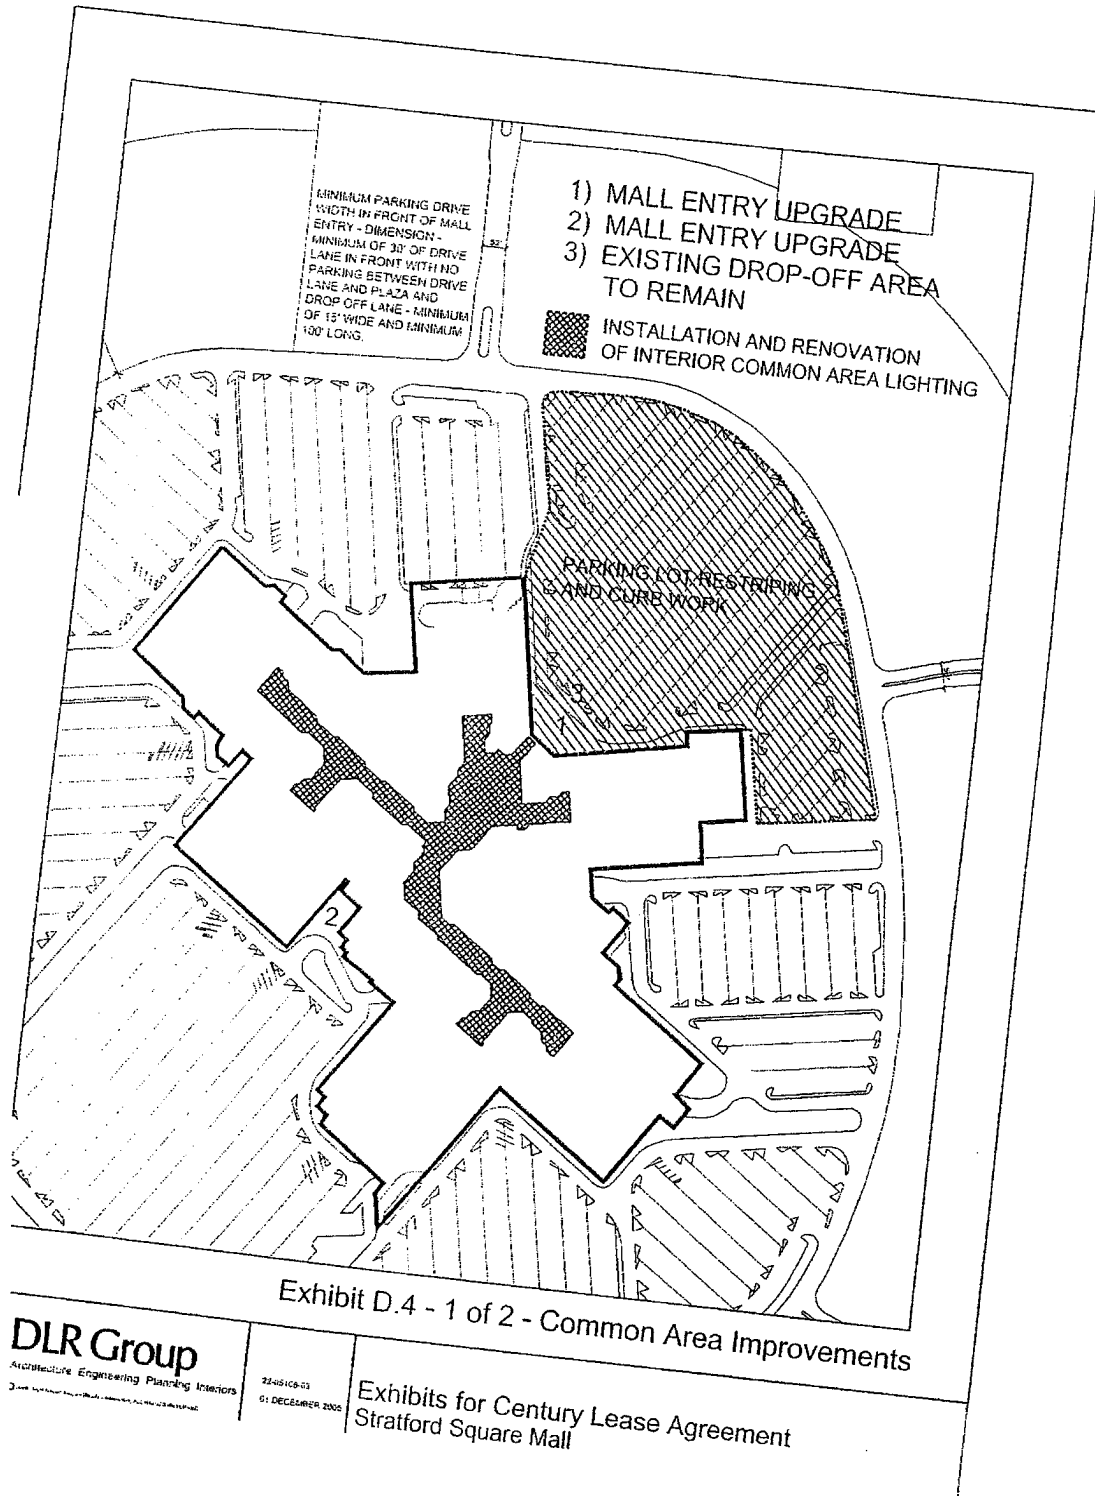 MINIMUM PARKING DRIVE
WIDTH IN FRONT OF MALL
ENTRY - DIMENSION -
MINIMUM OF 30' OF DRIVE
LANE IN FRONT WITH NO
PARKING BETWEEN DRIVE
LANE AND PLAZA AND
DROP OFF LANE - MINIMUM
OF 15' WIDE AND MINIMUM
100' LONG.
1) MALL ENTRY UPGRADE
2) MALL ENTRY UPGRADE
3) EXISTING DROP-OFF AREA
TO REMAIN
INSTALLATION AND RENOVATION
OF INTERIOR COMMON AREA LIGHTING
PARKING LOT RESTRIPING
AND CURB WORK
3
1
2
Exhibit D.4 - 1 of 2 - Common Area Improvements
DLR Group
Architecture Engineering Planning Interiors
DECEMBER
Exhibits for Century Lease Agreement
Stratford Square Mall